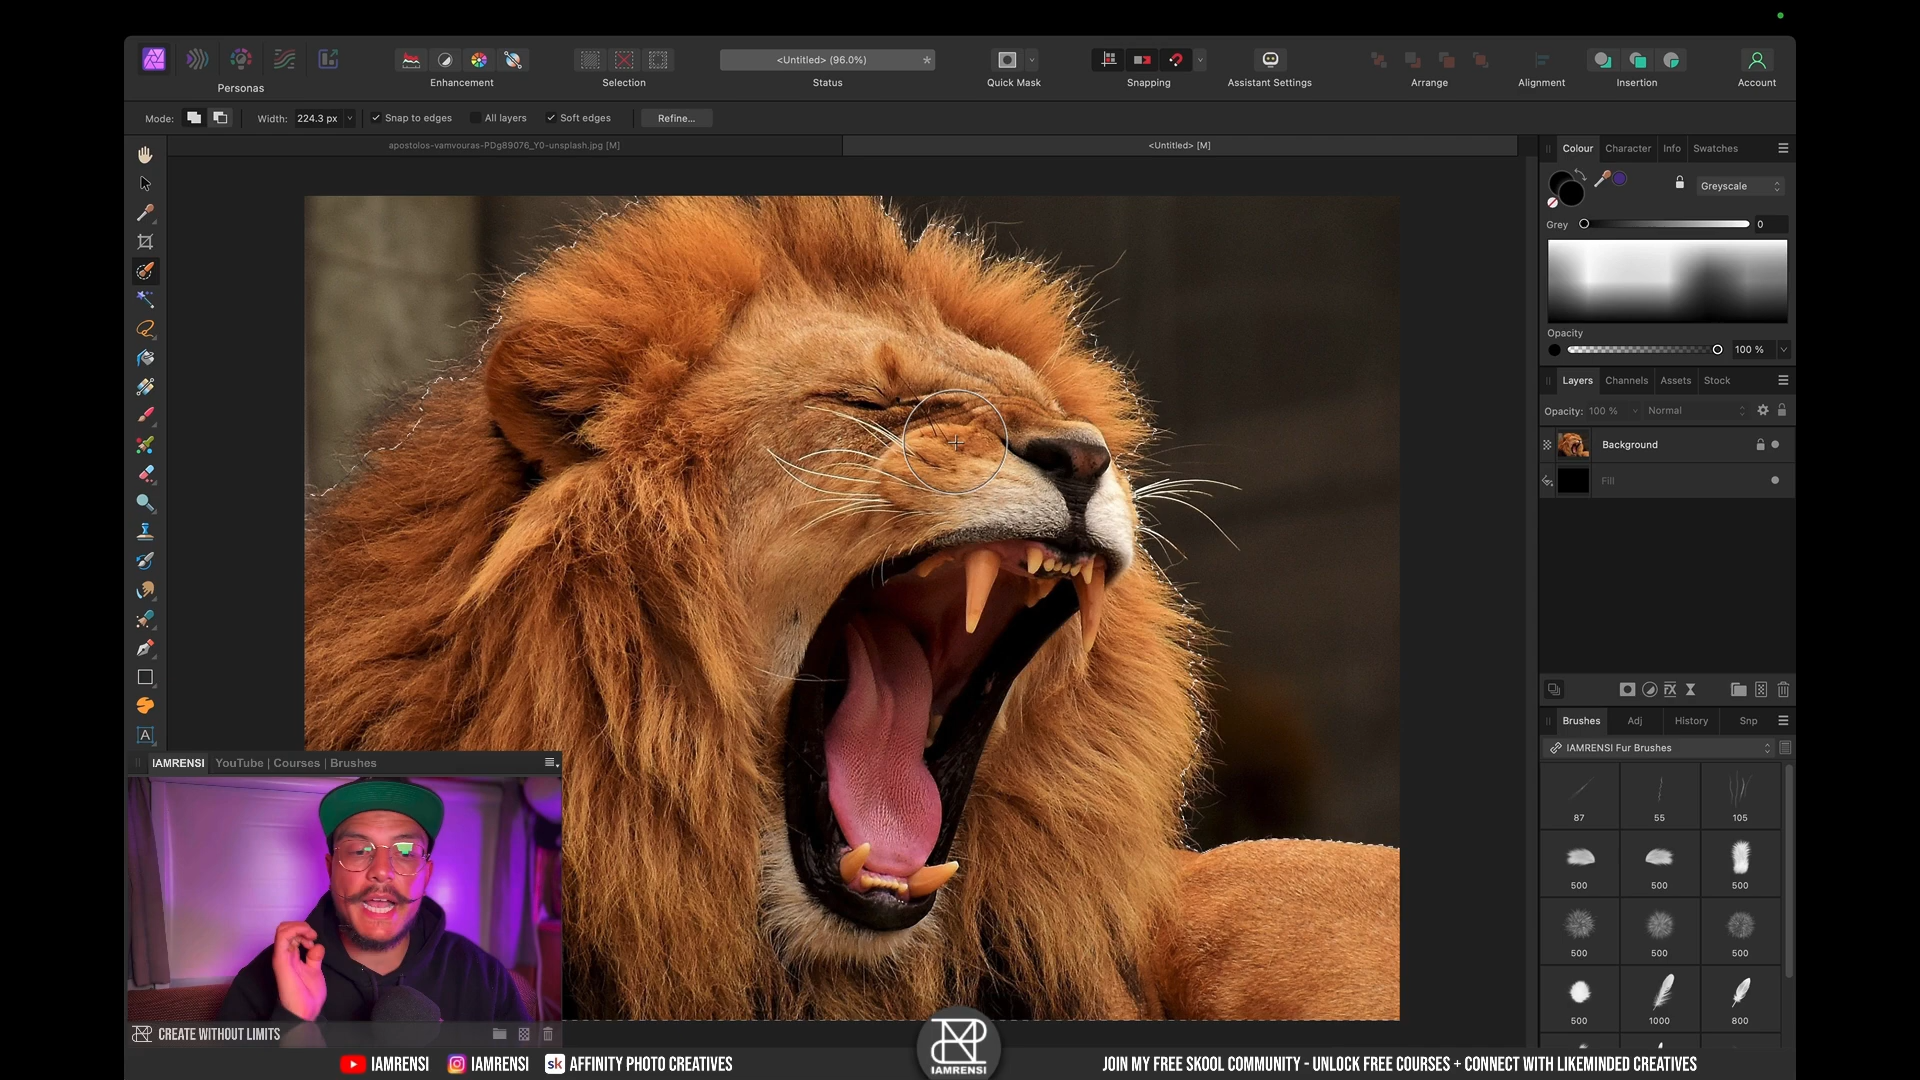 <Untitled> (96.0%)
*
Personas
Enhancement
Selection
Status
Quick Mask
Snapping
Assistant Settings
Arrange
Alignment
Insertion
Account
Mode:
Width: 224.3 px
Snap to edges
All layers
Soft edges
Refine...
apostolos-vamvouras-PDg89076_Y0-unsplash.jpg [M]
<Untitled> [M]
Colour
Character
Info
Swatches
Greyscale
Grey
0
Opacity
100 %
Layers
Channels
Assets
Stock
Opacity: 100 %
Normal
Background
Fill
Brushes
Adj
History
Snp
IAMRENSI Fur Brushes
87
55
105
500
500
500
500
500
500
500
1000
800
A
IAMRENSI
YouTube | Courses | Brushes
CREATE WITHOUT LIMITS
IAMRENSI
IAMRENSI
sk AFFINITY PHOTO CREATIVES
IAMRENSI
JOIN MY FREE SKOOL COMMUNITY - UNLOCK FREE COURSES + CONNECT WITH LIKEMINDED CREATIVES